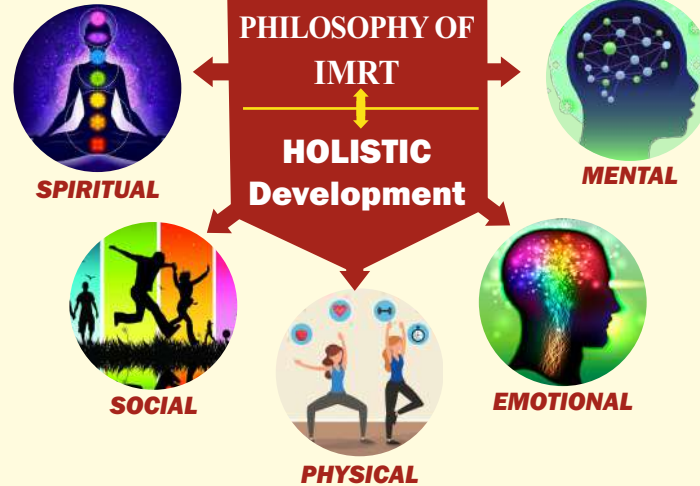 PHILOSOPHY OF
IMRT
HOLISTIC
Development
SPIRITUAL
MENTAL
SOCIAL
EMOTIONAL
PHYSICAL